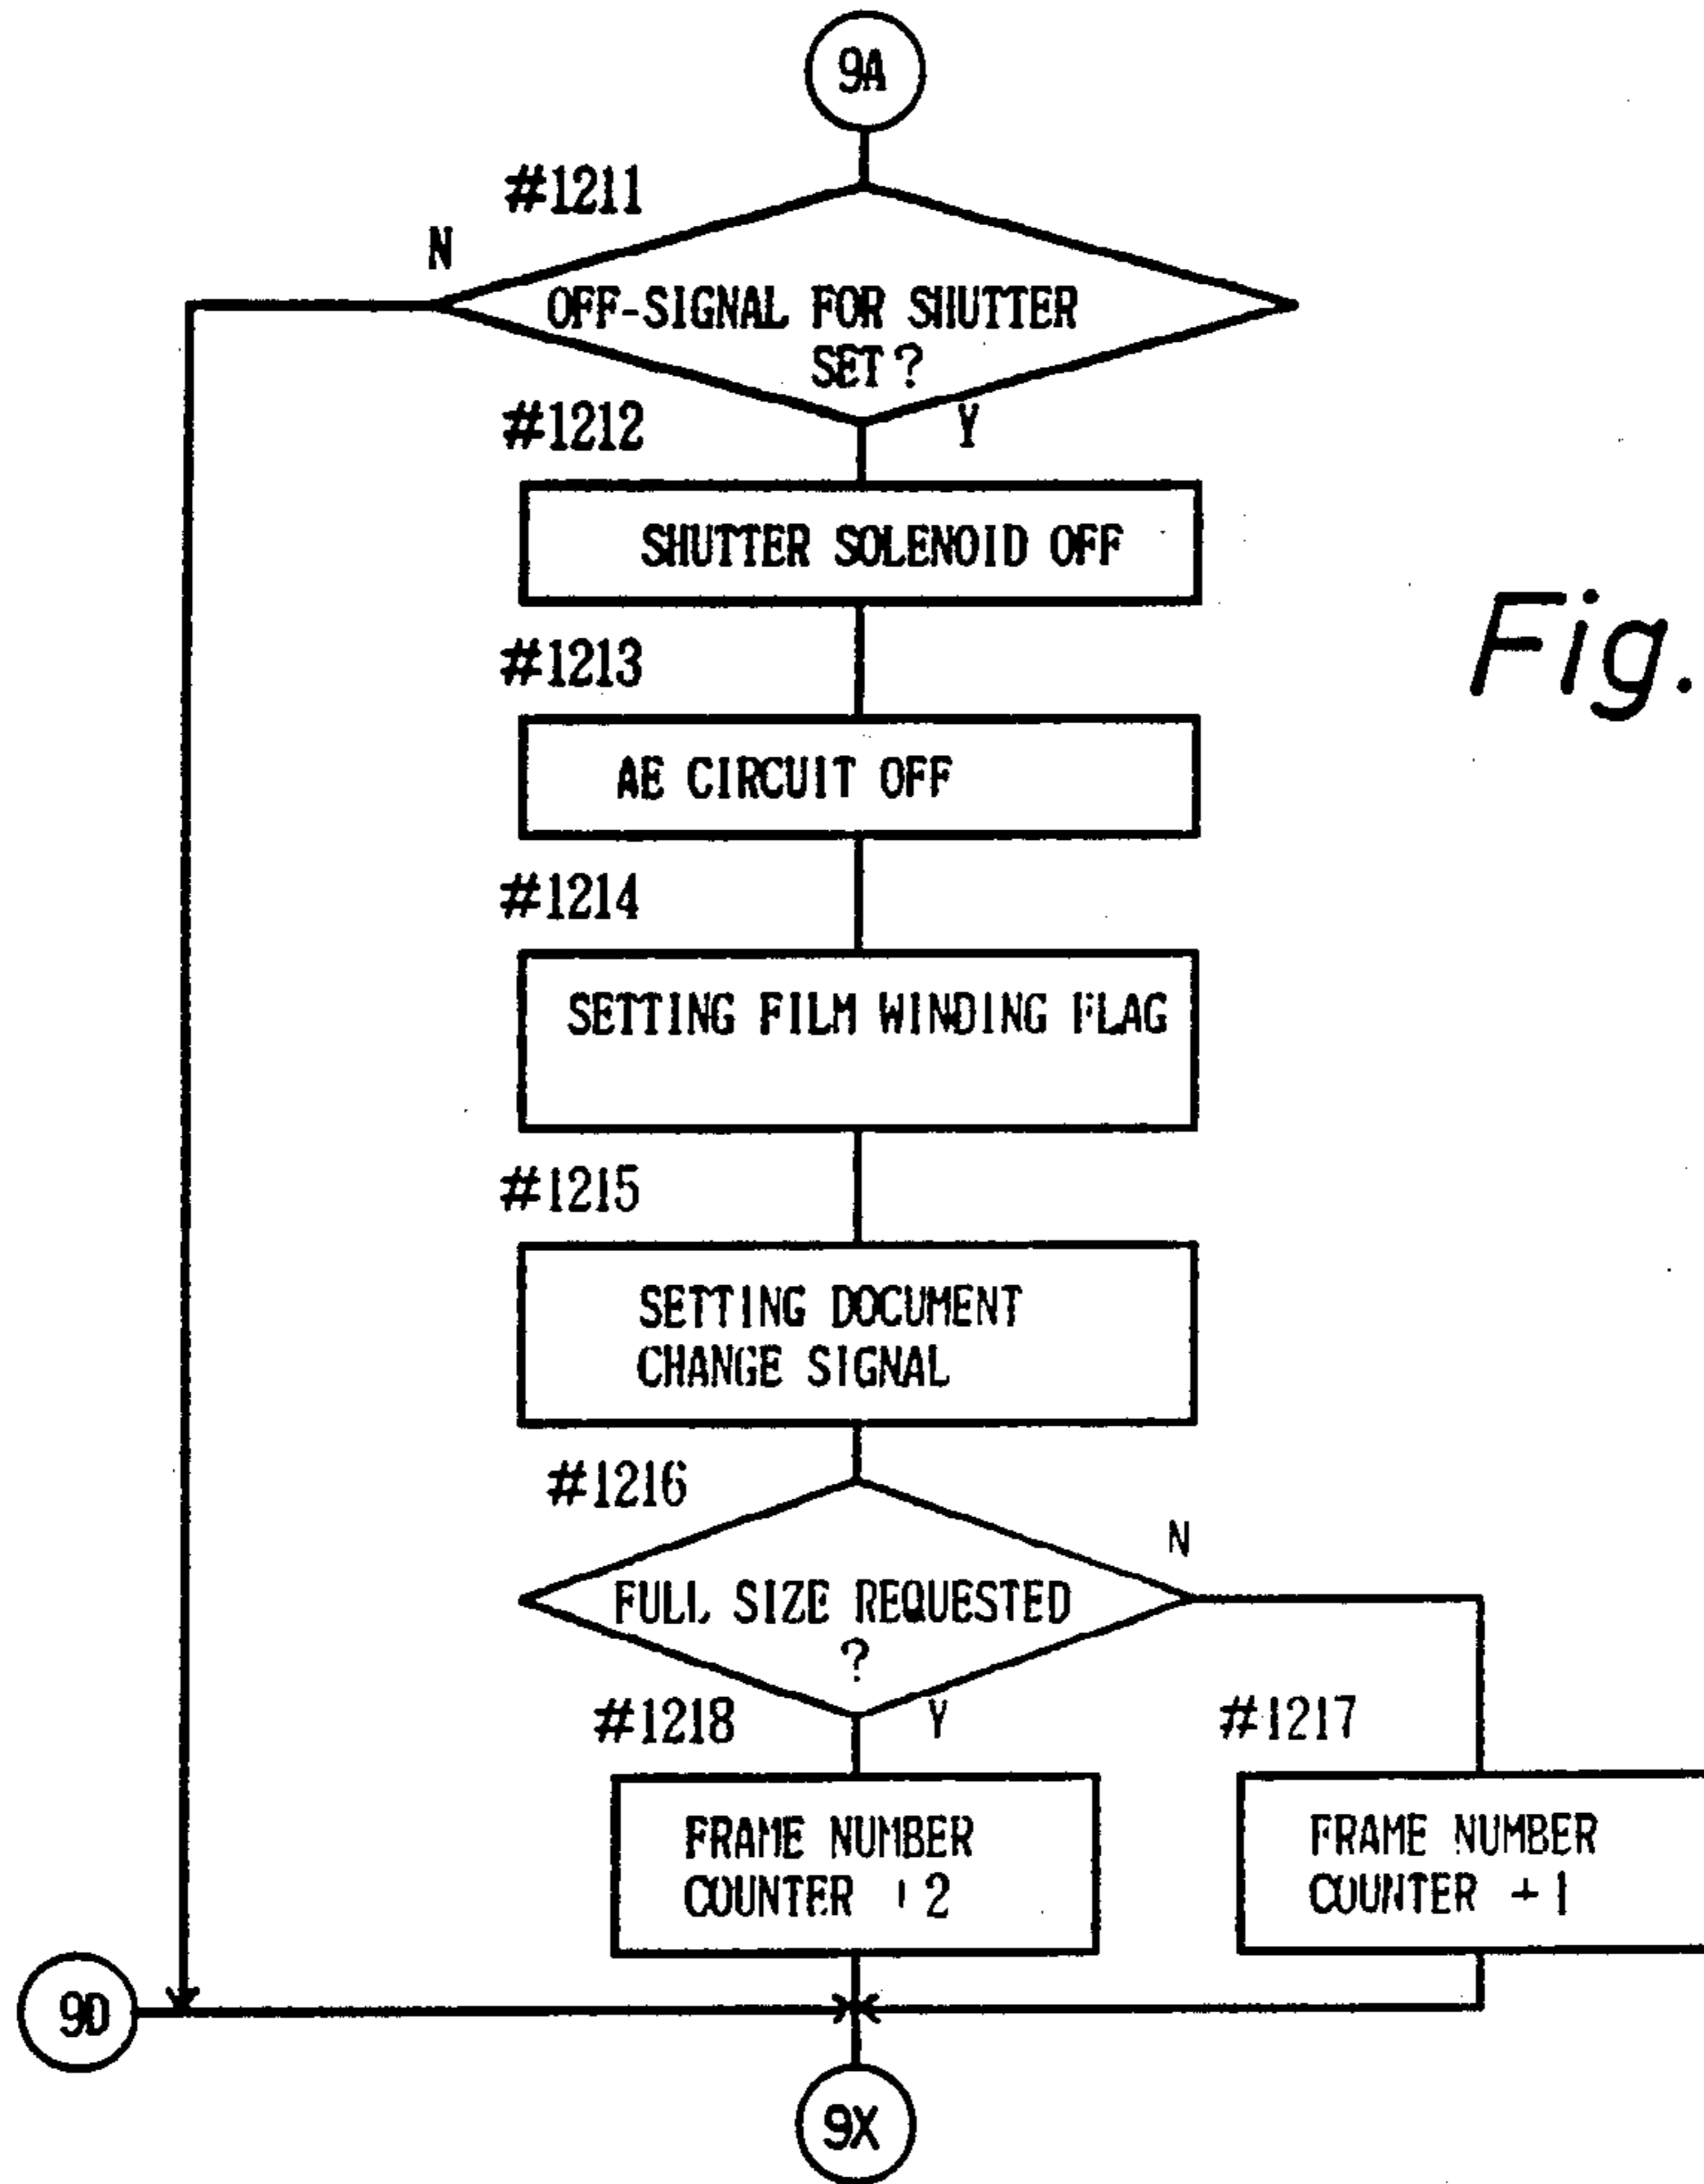 9A
#1211
N
OFF-SIGNAL FOR SHUTTER
SET?
#1212
Y
SHUTTER SOLENOID OFF
#1213
AE CIRCUIT OFF
Fig.
#1214
SETTING FILM WINDING FLAG
#1215
SETTING DOCUMENT
CHANGE SIGNAL
#1216
N
FULL SIZE REQUESTED
?
#1218
Y
#1217
FRAME NUMBER
COUNTER +2
FRAME NUMBER
COUNTER +1
9D
9X